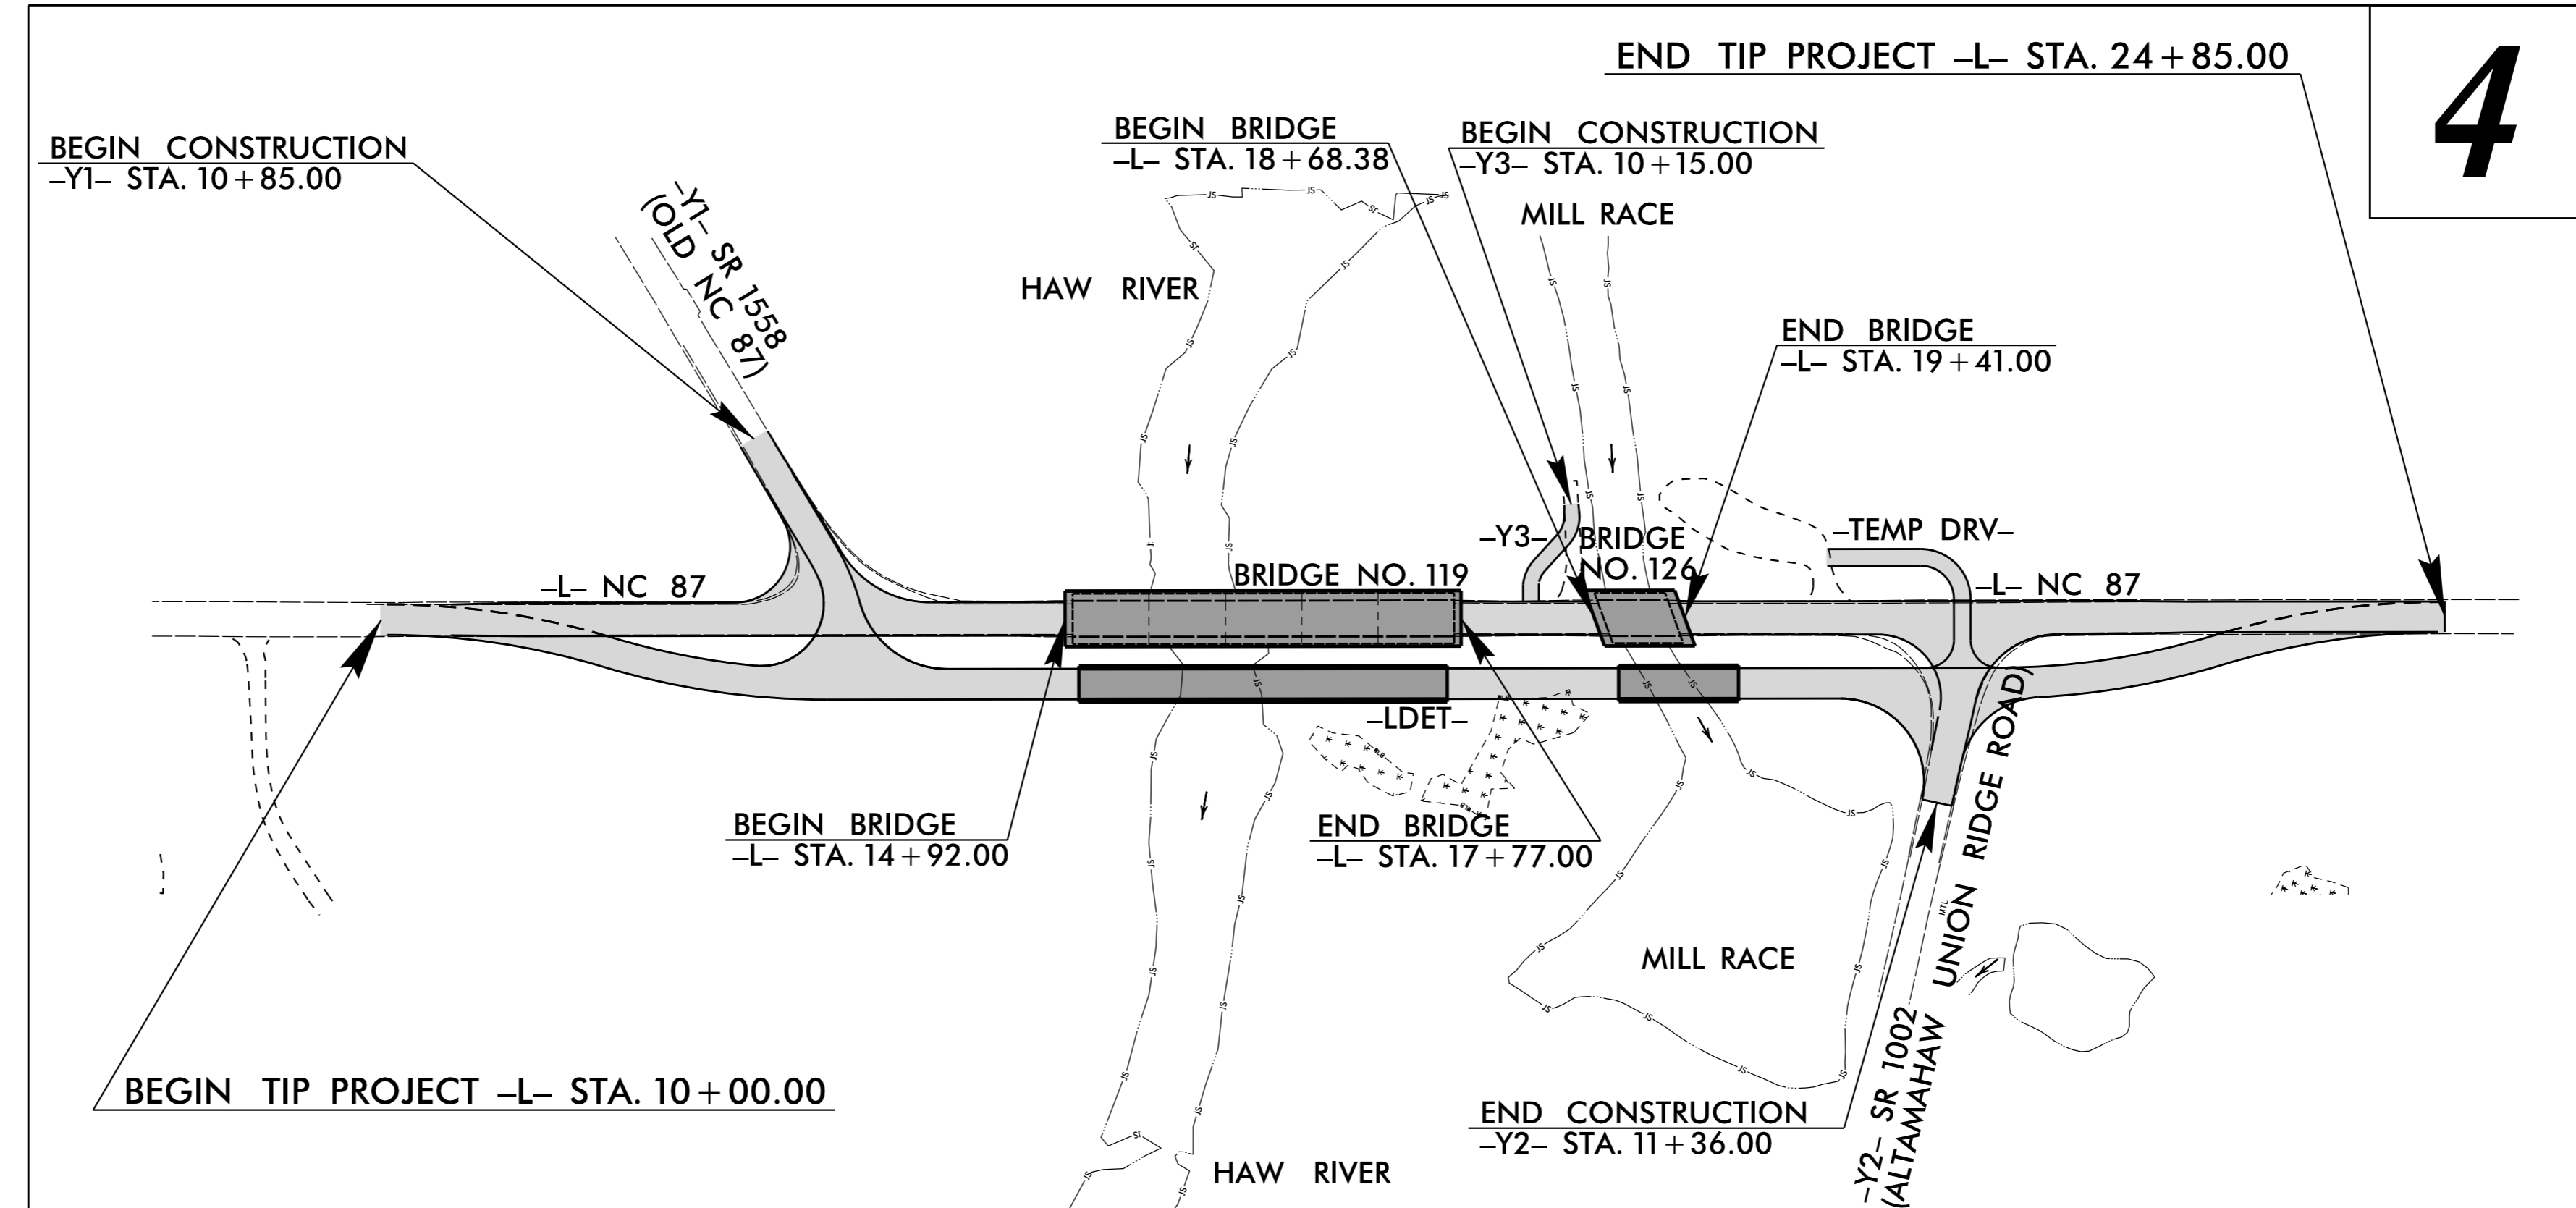 END TIP PROJECT –L– STA. 24+85.00
4
BEGIN CONSTRUCTION
–Y1– STA. 10+85.00
BEGIN BRIDGE
–L– STA. 18+68.38
BEGIN CONSTRUCTION
–Y3– STA. 10+15.00
–Y1– SR 1558
(OLD NC 87)
MILL RACE
HAW RIVER
END BRIDGE
–L– STA. 19+41.00
–Y3–
BRIDGE
NO. 126
–TEMP DRV–
–L– NC 87
BRIDGE NO. 119
–L– NC 87
–LDET–
BEGIN BRIDGE
–L– STA. 14+92.00
END BRIDGE
–L– STA. 17+77.00
MILL RACE
BEGIN TIP PROJECT –L– STA. 10+00.00
END CONSTRUCTION
–Y2– STA. 11+36.00
–Y2– SR 1002
(ALTAMAHAW UNION RIDGE ROAD)
HAW RIVER